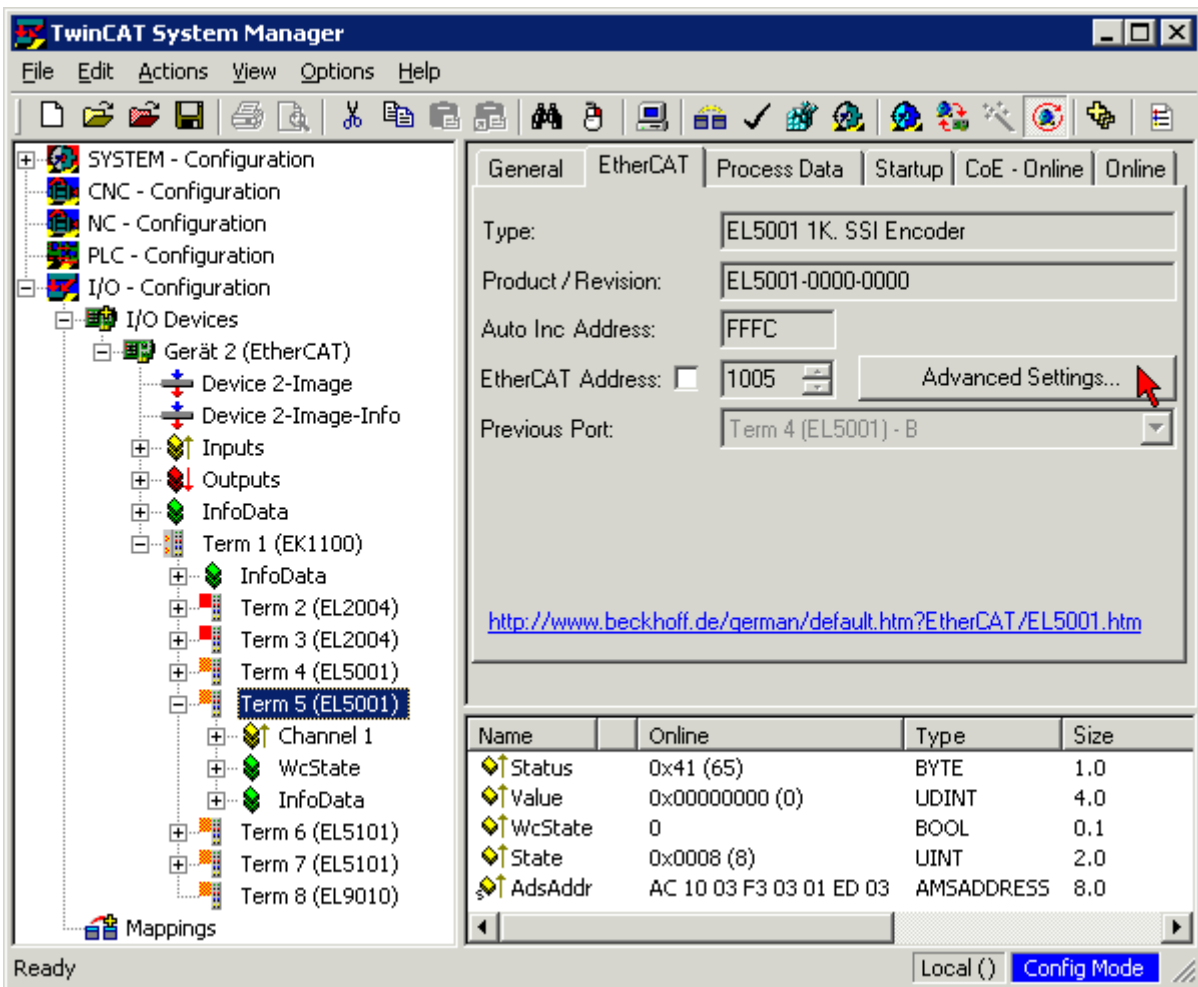 TwinCAT System Manager
File Edit Actions View Options Help
SYSTEM - Configuration
CNC - Configuration
NC - Configuration
PLC - Configuration
I/O - Configuration
I/O Devices
Gerät 2 (EtherCAT)
Device 2-Image
Device 2-Image-Info
Inputs
Outputs
InfoData
Term 1 (EK1100)
InfoData
Term 2 (EL2004)
Term 3 (EL2004)
Term 4 (EL5001)
Term 5 (EL5001)
Channel 1
WcState
InfoData
Term 6 (EL5101)
Term 7 (EL5101)
Term 8 (EL9010)
Mappings
General EtherCAT Process Data Startup CoE - Online Online
Type: EL5001 1K. SSI Encoder
Product / Revision: EL5001-0000-0000
Auto Inc Address: FFFC
EtherCAT Address: 1005 Advanced Settings...
Previous Port: Term 4 (EL5001) - B
http://www.beckhoff.de/german/default.htm?EtherCAT/EL5001.htm
Name Online Type Size
Status 0x41 (65) BYTE 1.0
Value 0x00000000 (0) UDINT 4.0
WcState 0 BOOL 0.1
State 0x0008 (8) UINT 2.0
AdsAddr AC 10 03 F3 03 01 ED 03 AMSADDRESS 8.0
Ready Local () Config Mode